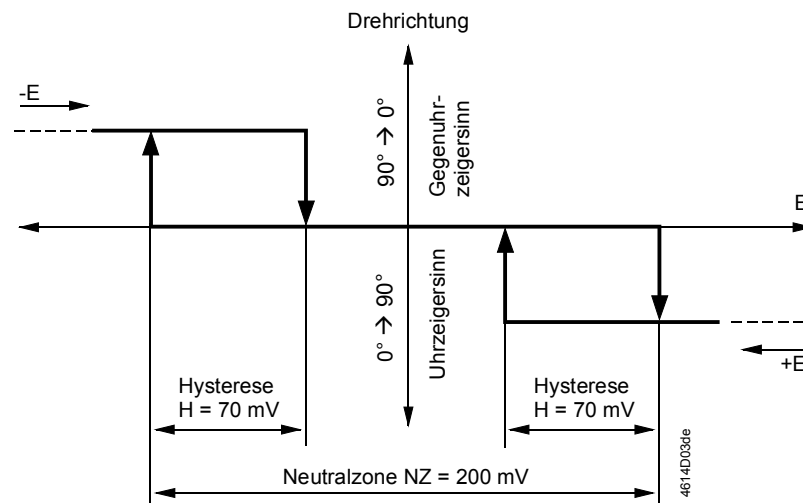 Drehrichtung
-E
90° → 0°
Gegenuhr-
zeigersinn
E
0° → 90°
Uhrzeigersinn
+E
Hysterese
H = 70 mV
Hysterese
H = 70 mV
Neutralzone NZ = 200 mV
4614D03de